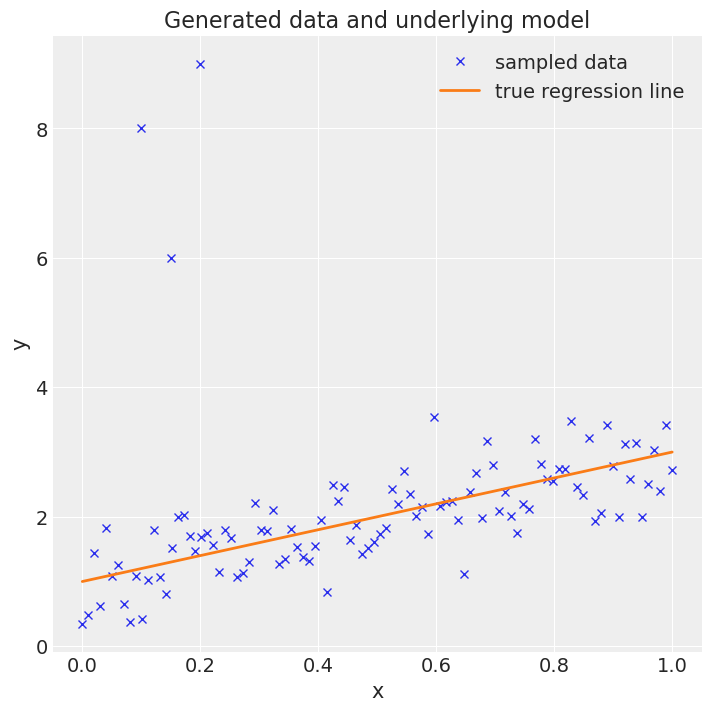 Generated data and underlying model
sampled data
true regression line
8
6
4
2
0
y
0.0 0.2 0.4 0.6 0.8 1.0
x